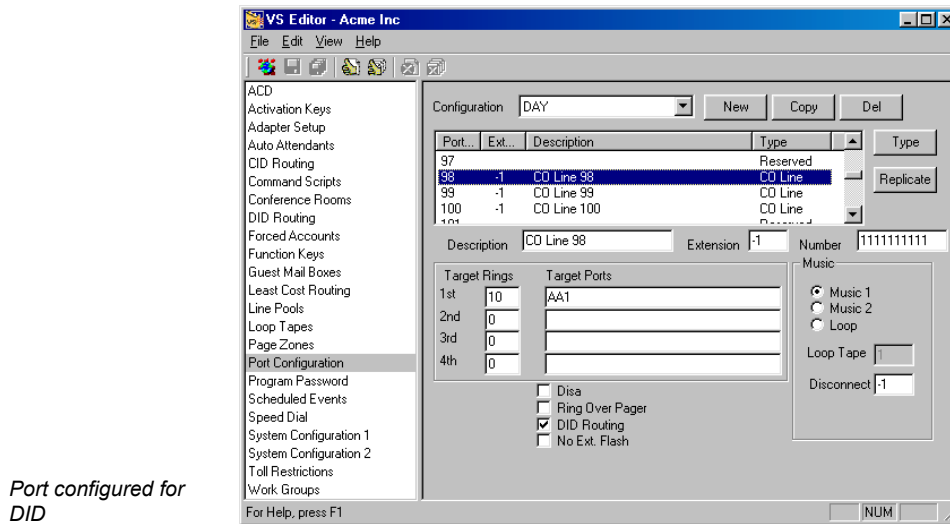 VS Editor - Acme Inc
File Edit View Help
ACD
Activation Keys
Adapter Setup
Auto Attendants
CID Routing
Command Scripts
Conference Rooms
DID Routing
Forced Accounts
Function Keys
Guest Mail Boxes
Least Cost Routing
Line Pools
Loop Tapes
Page Zones
Port Configuration
Program Password
Scheduled Events
Speed Dial
System Configuration 1
System Configuration 2
Toll Restrictions
Work Groups
Configuration DAY New Copy Del
Port... Ext... Description Type
97 Reserved
98 -1 CO Line 98 CO Line
99 -1 CO Line 99 CO Line
100 -1 CO Line 100 CO Line
101 Reserved
Type
Replicate
Description CO Line 98 Extension -1 Number 1111111111
Target Rings Target Ports
1st 10 AA1
2nd 0
3rd 0
4th 0
Music
Music 1
Music 2
Loop
Loop Tape 1
Disconnect -1
Disa
Ring Over Pager
DID Routing
No Ext. Flash
For Help, press F1 NUM
Port configured for
DID